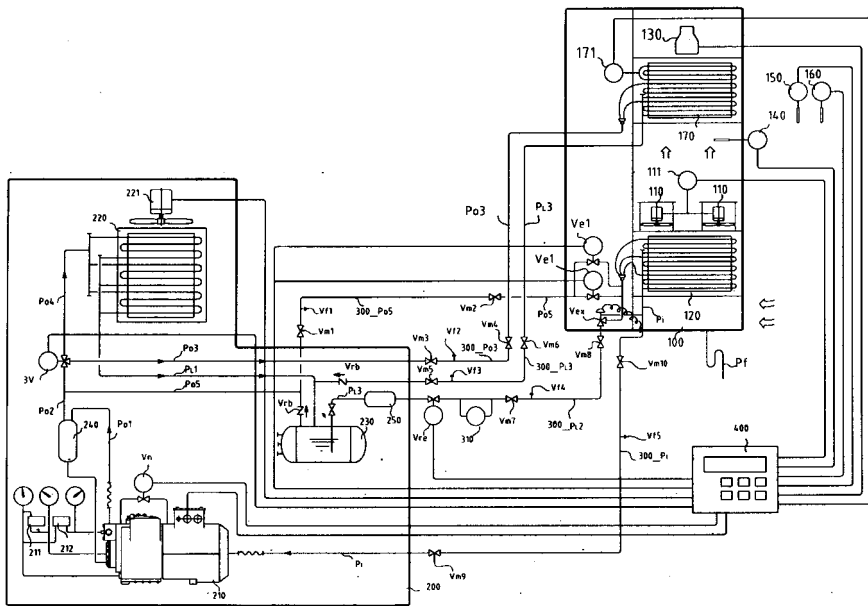 130
171
150
160
170
140
111
110
110
221
220
Po3
PL3
Ve1
Ve1
120
Po4
Vf1
300_Po5
Vm2
Po5
Vex
Pi
100
Vm1
Vm3
Vf2
Vm4
Vm6
Vm8
Po3
300_Po3
Vm10
Pf
3V
PL1
Vrb
Vm5
Vf3
300_PL3
Po5
Po2
Vrb
PL3
Vf4
240
Po1
230
250
Vre
310
Vm7
300_PL2
400
Vn
Vf5
300_Pi
211
212
210
Pi
Vm9
200